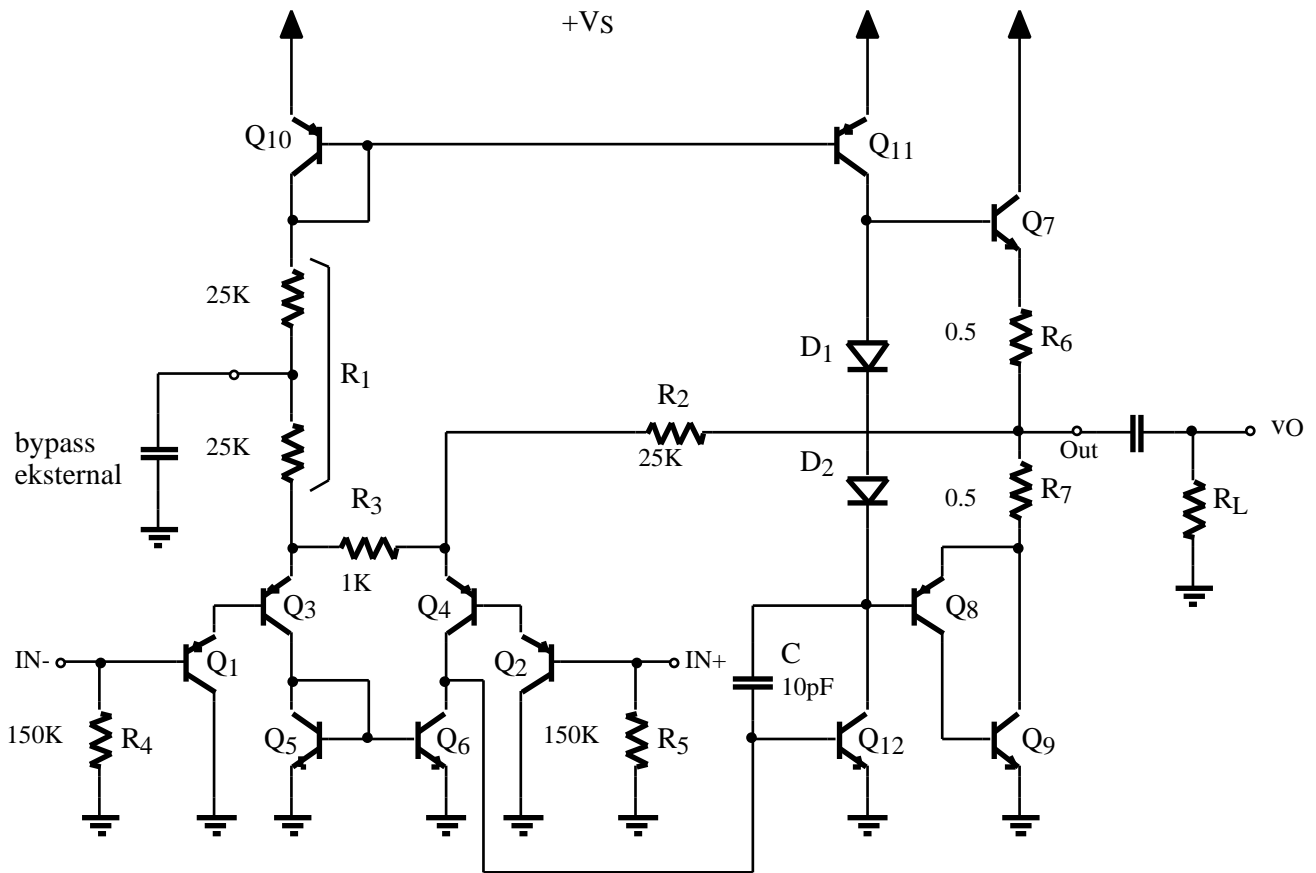 +VS
Q10
Q11
Q7
25K
R1
D1
0.5
R6
R2
25K
bypass
eksternal
25K
Out
vO
D2
0.5
R7
RL
R3
1K
Q3
Q4
Q8
IN-
Q1
Q2
IN+
C
10pF
150K
R4
Q5
Q6
150K
R5
Q12
Q9